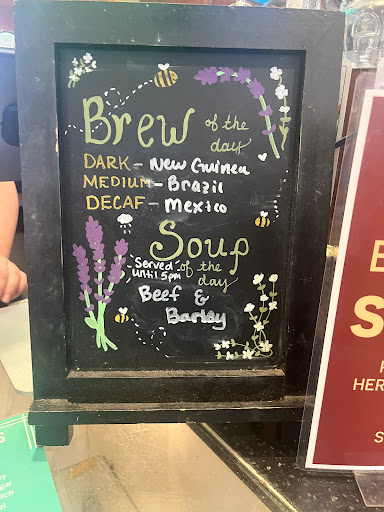 Brew of the
day
DARK - New Guinea
MEDIUM - Brazil
DECAF - Mexico
Soup
Served
until 5pm
of the
day
Beef &
Barley
HER